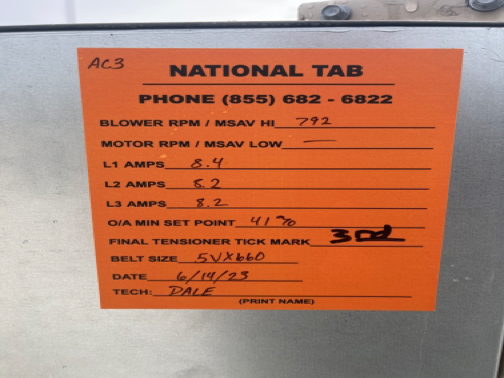 AC3
NATIONAL TAB
PHONE (855) 682 - 6822
BLOWER RPM / MSAV HI 792
MOTOR RPM / MSAV LOW —
L1 AMPS 8.4
L2 AMPS 8.2
L3 AMPS 8.2
O/A MIN SET POINT 41%
FINAL TENSIONER TICK MARK 3rd
BELT SIZE 5VX660
DATE 6/14/23
TECH: DALE
(PRINT NAME)